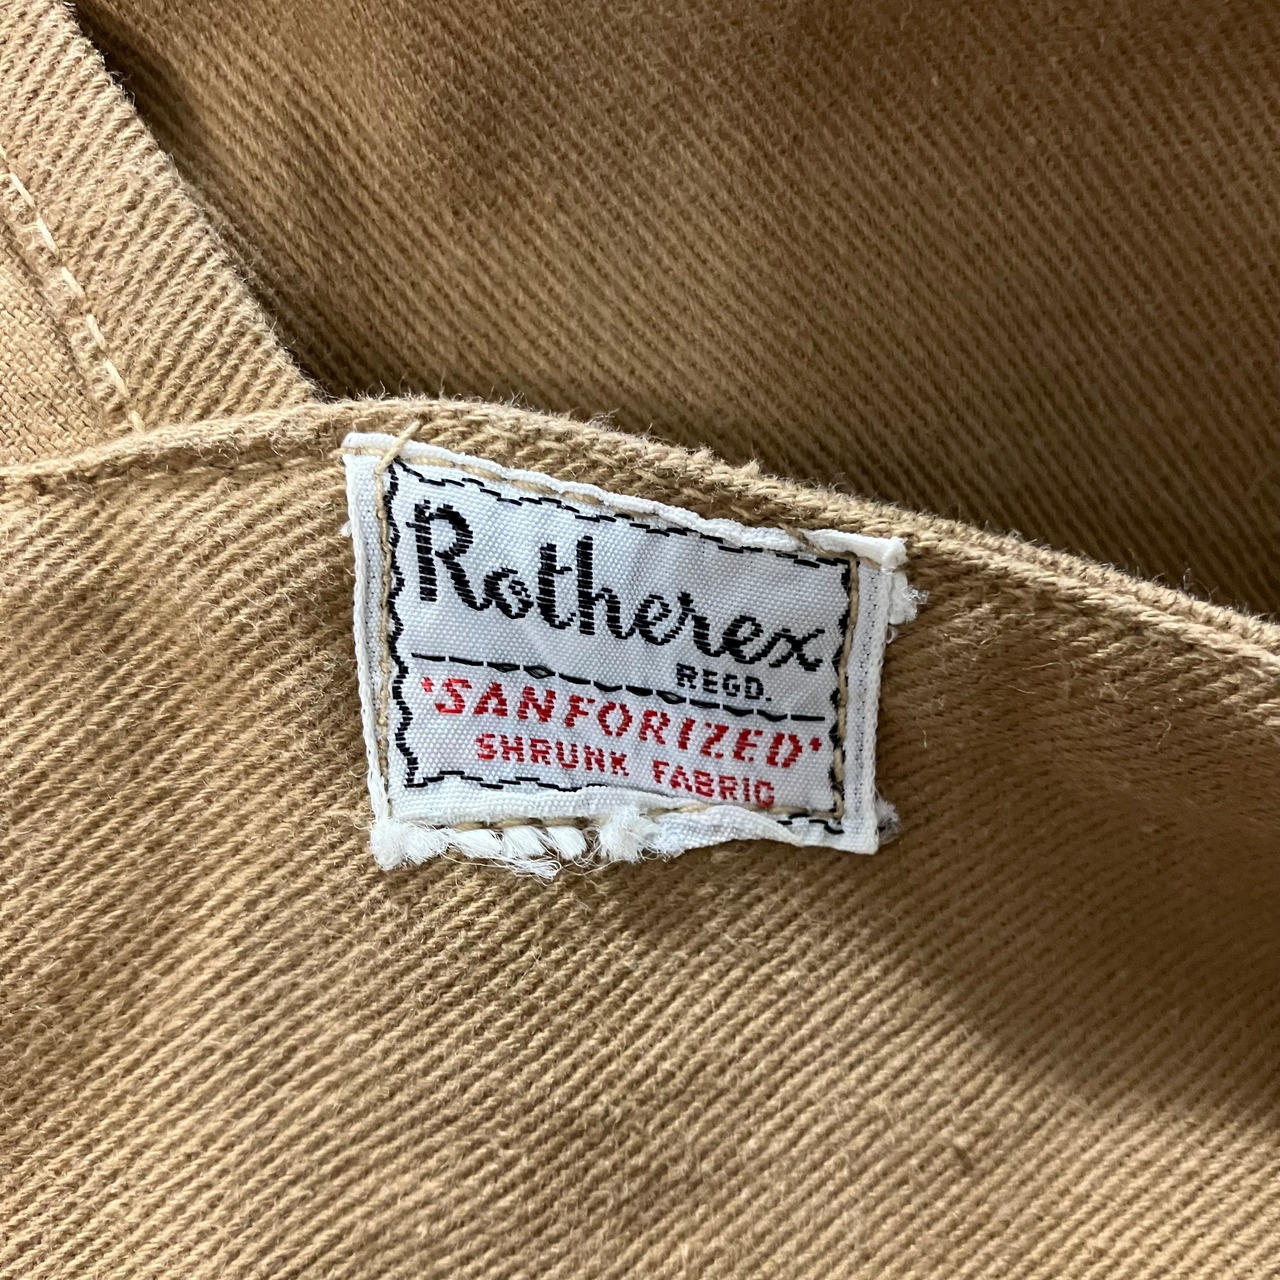 Rotherex
REGD.
'SANFORIZED'
SHRUNK FABRIC